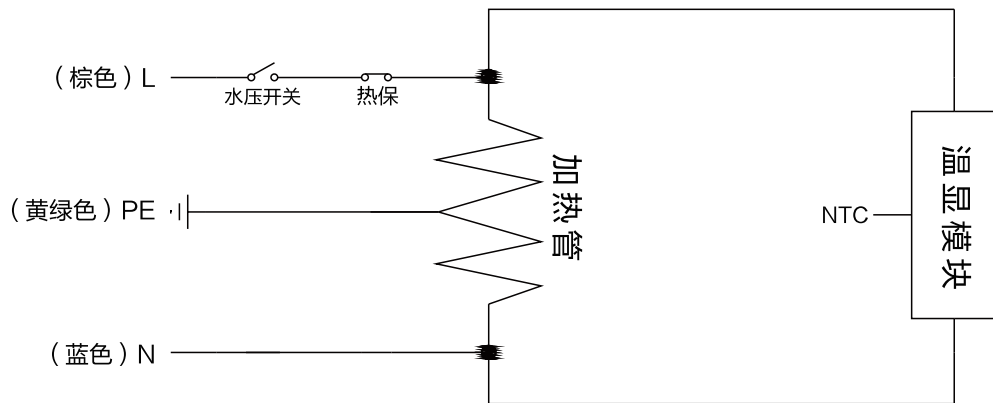 （棕色）L
水压开关
热保
（黄绿色）PE
加热管
NTC
温显模块
（蓝色）N